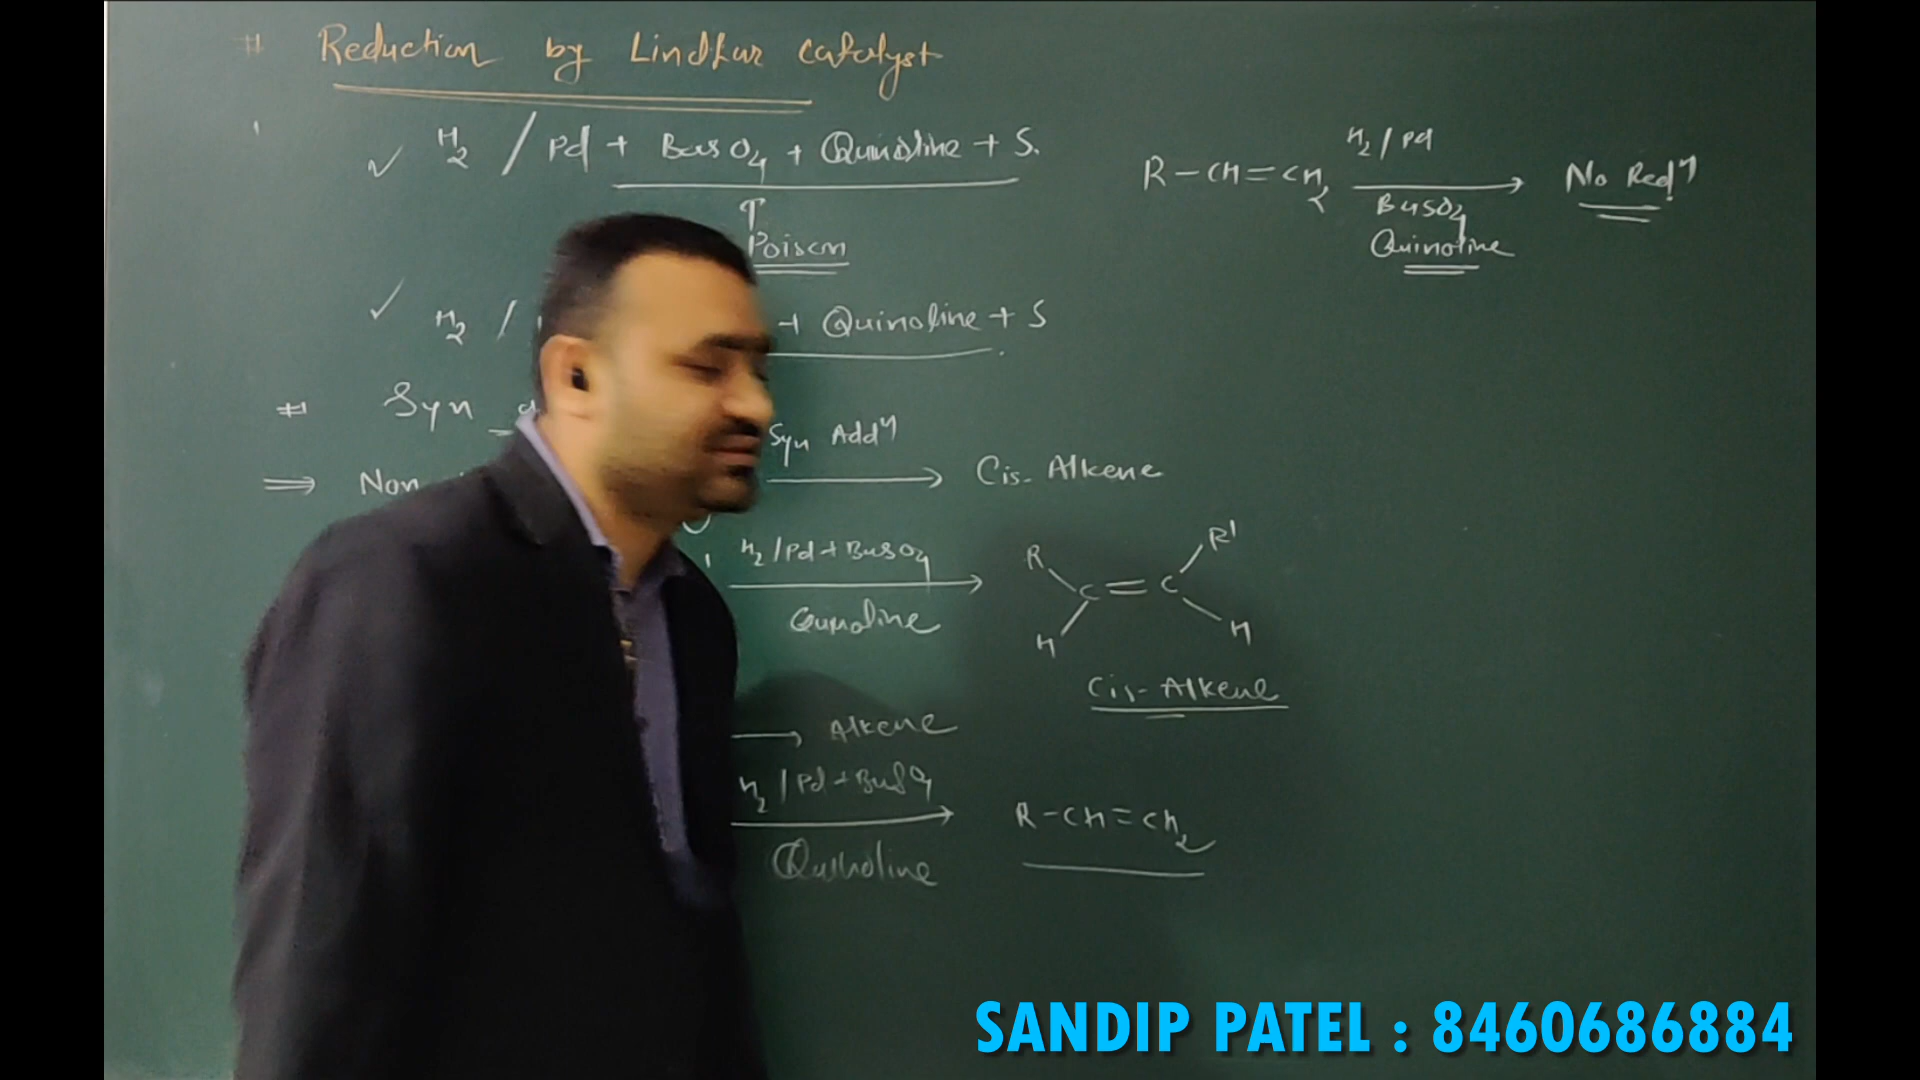 # Reduction by Lindlar catalyst
✓ H2 / Pd + BaSO4 + Quinoline + S.
↑
Poison
✓ H2 / + Quinoline + S
# Syn
⇒ Non Syn Addⁿ → Cis-Alkene
H2/Pd+BaSO4 →
Quinoline
R R'
C=C
H H
Cis-Alkene
→ Alkene
H2/Pd+BaSO4 → R-CH=CH2
Quinoline
R-CH=CH2 H2/Pd → No Redⁿ
BaSO4
Quinoline
SANDIP PATEL : 8460686884